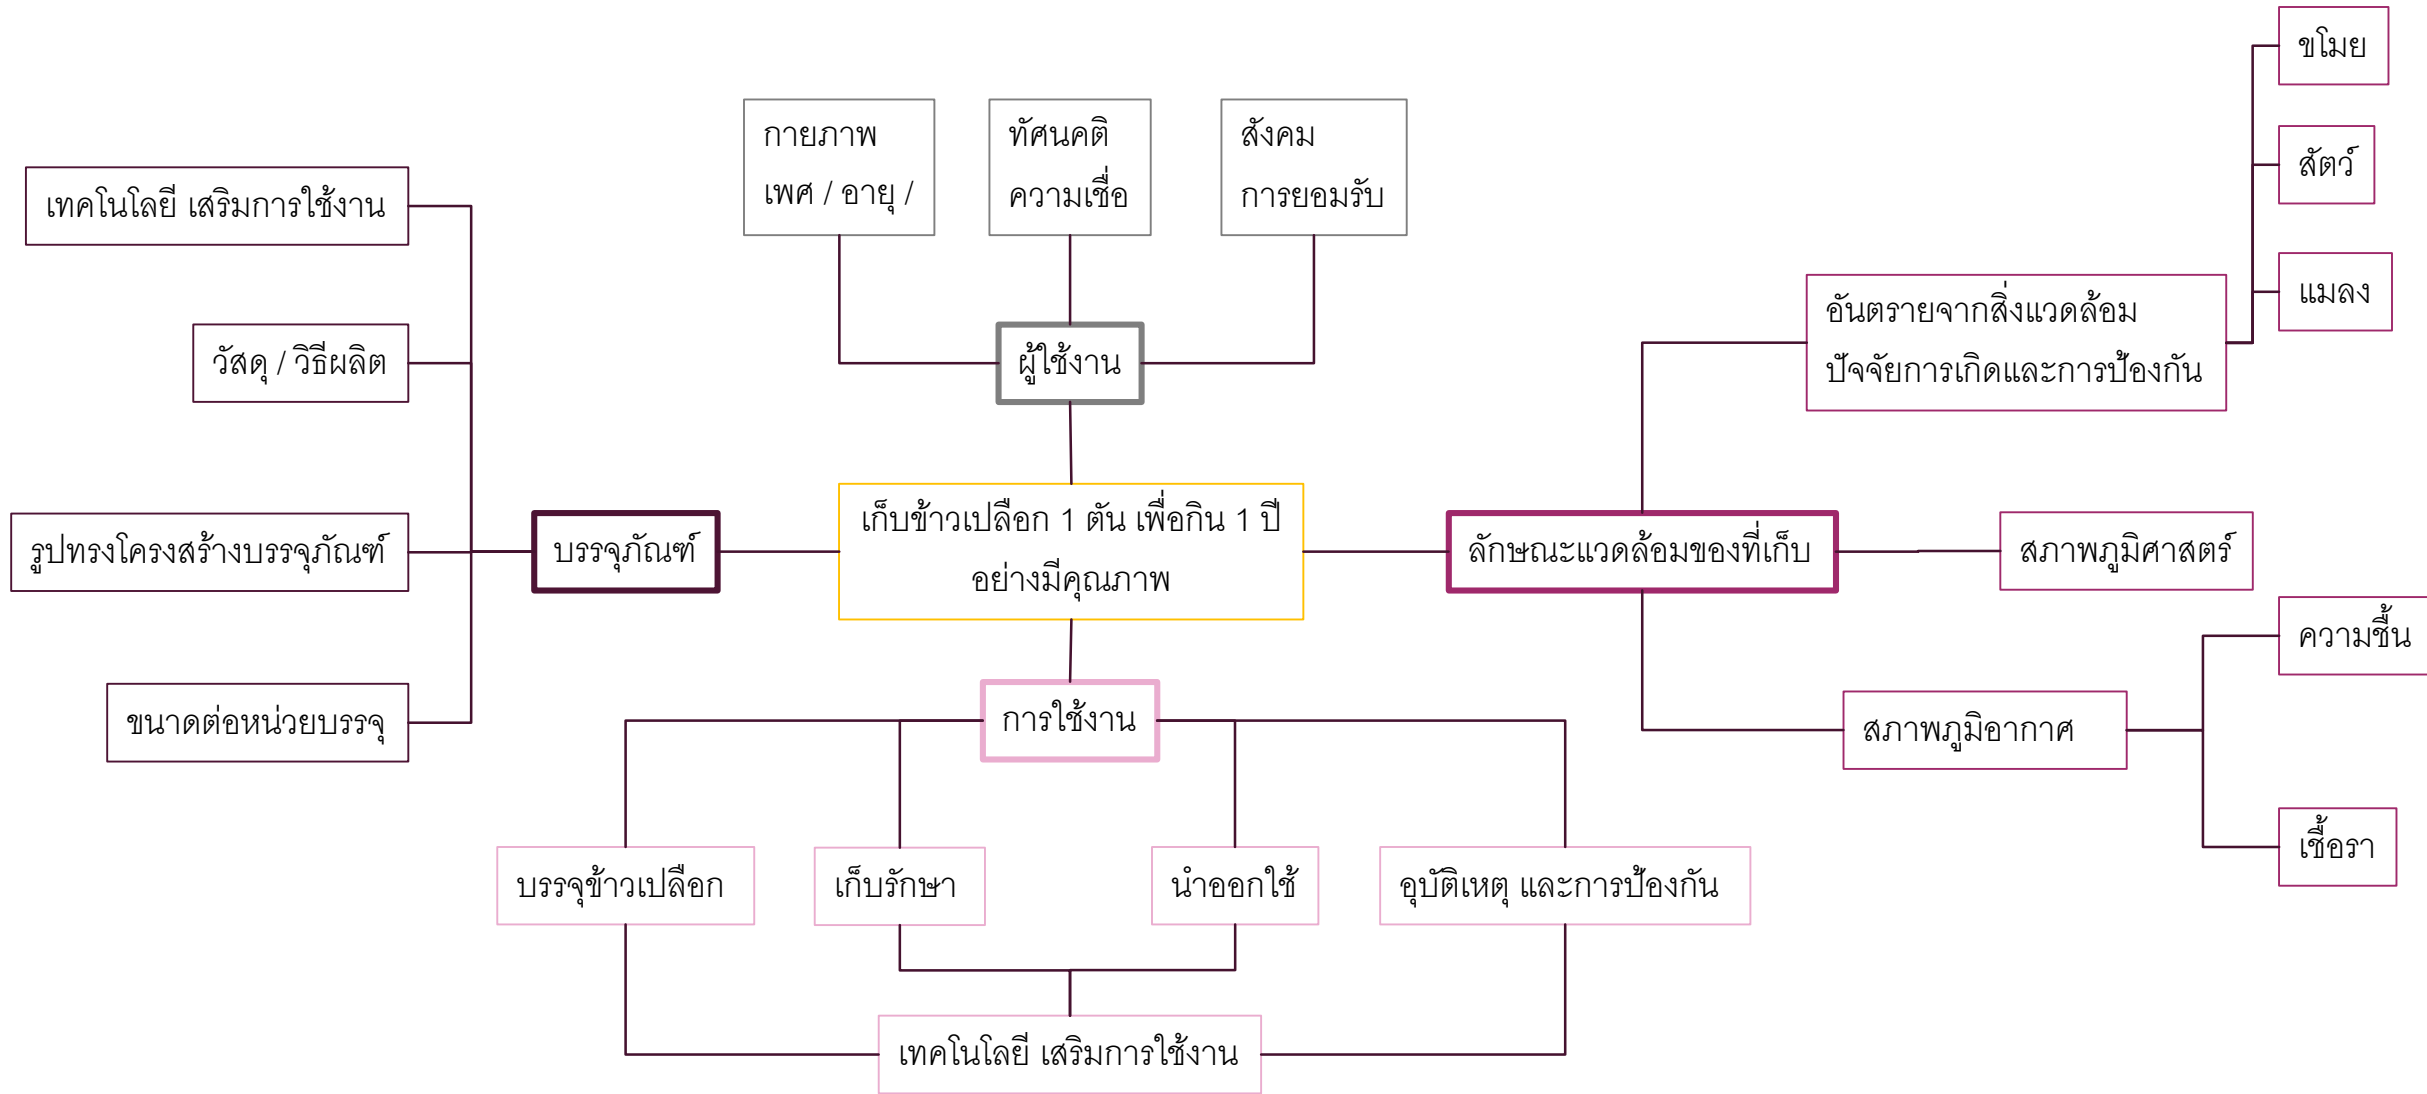 ขโมย
กายภาพ
เพศ / อายุ /
ทัศนคติ
ความเชื่อ
สังคม
การยอมรับ
สัตว์
เทคโนโลยี เสริมการใช้งาน
แมลง
อันตรายจากสิ่งแวดล้อม
ปัจจัยการเกิดและการป้องกัน
วัสดุ / วิธีผลิต
ผู้ใช้งาน
รูปทรงโครงสร้างบรรจุภัณฑ์
บรรจุภัณฑ์
เก็บข้าวเปลือก 1 ตัน เพื่อกิน 1 ปี
อย่างมีคุณภาพ
ลักษณะแวดล้อมของที่เก็บ
สภาพภูมิศาสตร์
ความชื้น
ขนาดต่อหน่วยบรรจุ
การใช้งาน
สภาพภูมิอากาศ
เชื้อรา
บรรจุข้าวเปลือก
เก็บรักษา
นำออกใช้
อุบัติเหตุ และการป้องกัน
เทคโนโลยี เสริมการใช้งาน